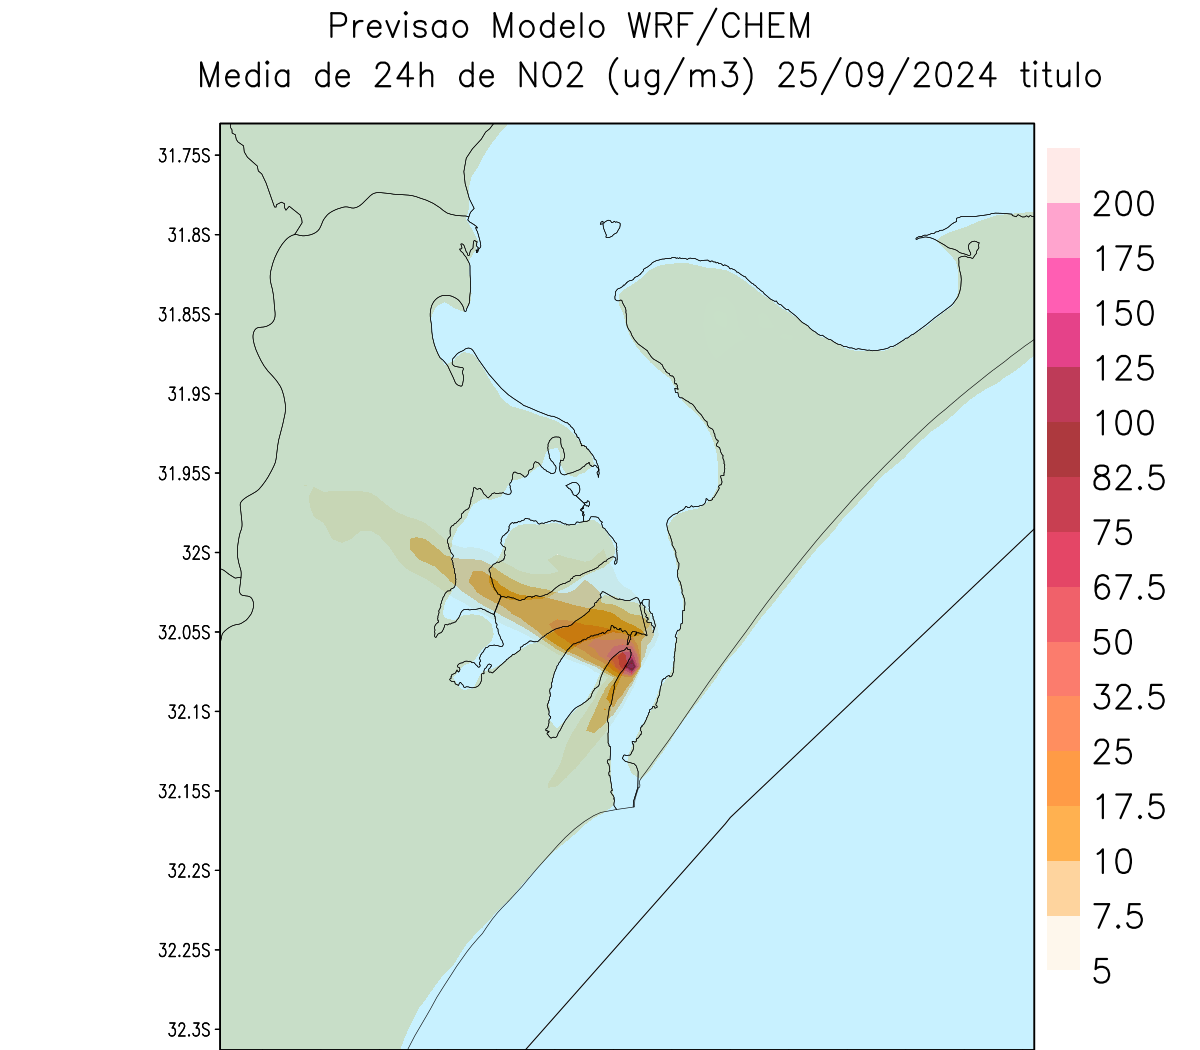 Previsao Modelo WRF/CHEM
Media de 24h de NO2 (ug/m3) 25/09/2024 titulo
31.75S
31.8S
31.85S
31.9S
31.95S
32S
32.05S
32.1S
32.15S
32.2S
32.25S
32.3S
200
175
150
125
100
82.5
75
67.5
50
32.5
25
17.5
10
7.5
5